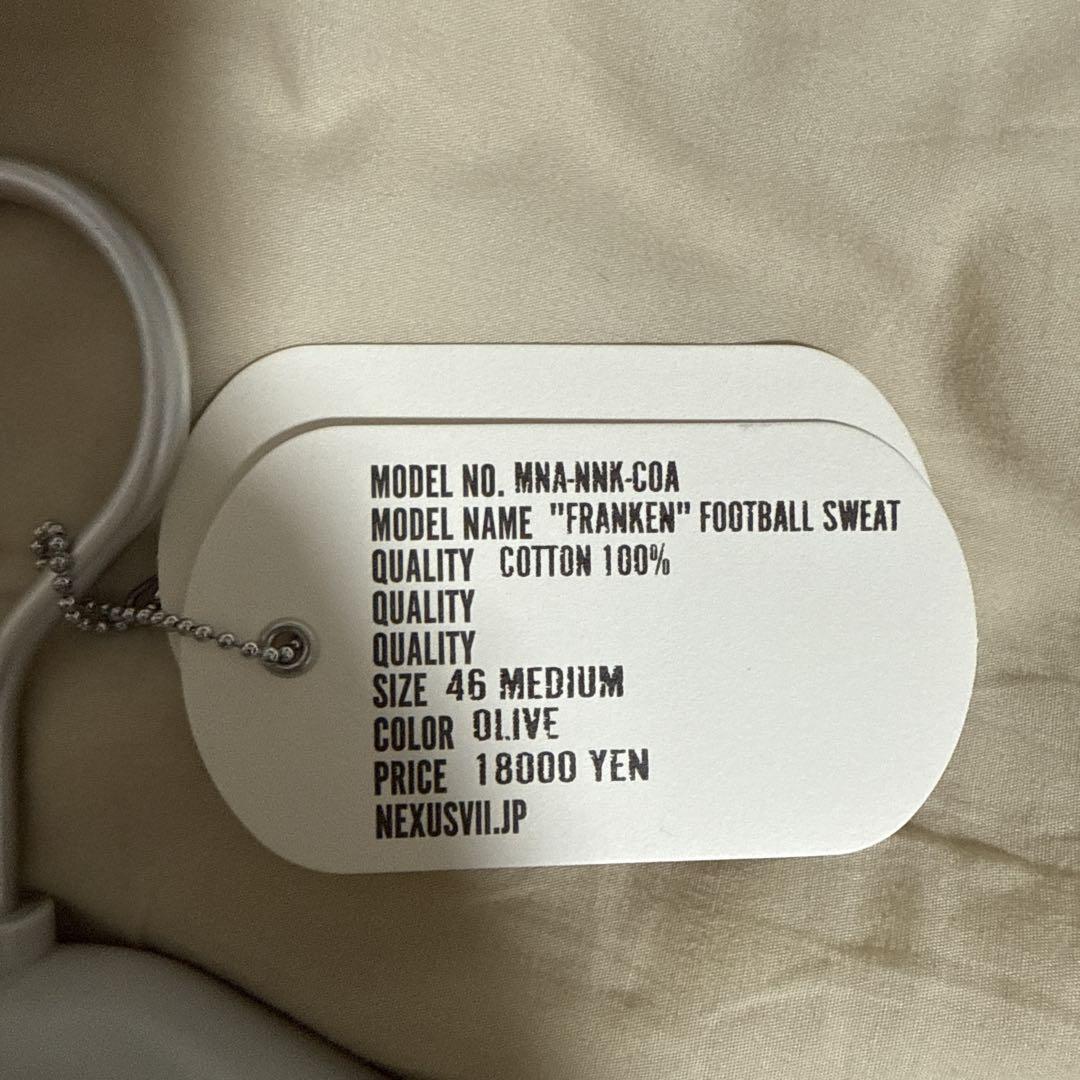 MODEL NO. MNA-NNK-COA
MODEL NAME "FRANKEN" FOOTBALL SWEAT
QUALITY COTTON 100%
QUALITY
QUALITY
SIZE 46 MEDIUM
COLOR OLIVE
PRICE 18000 YEN
NEXUSVII.JP